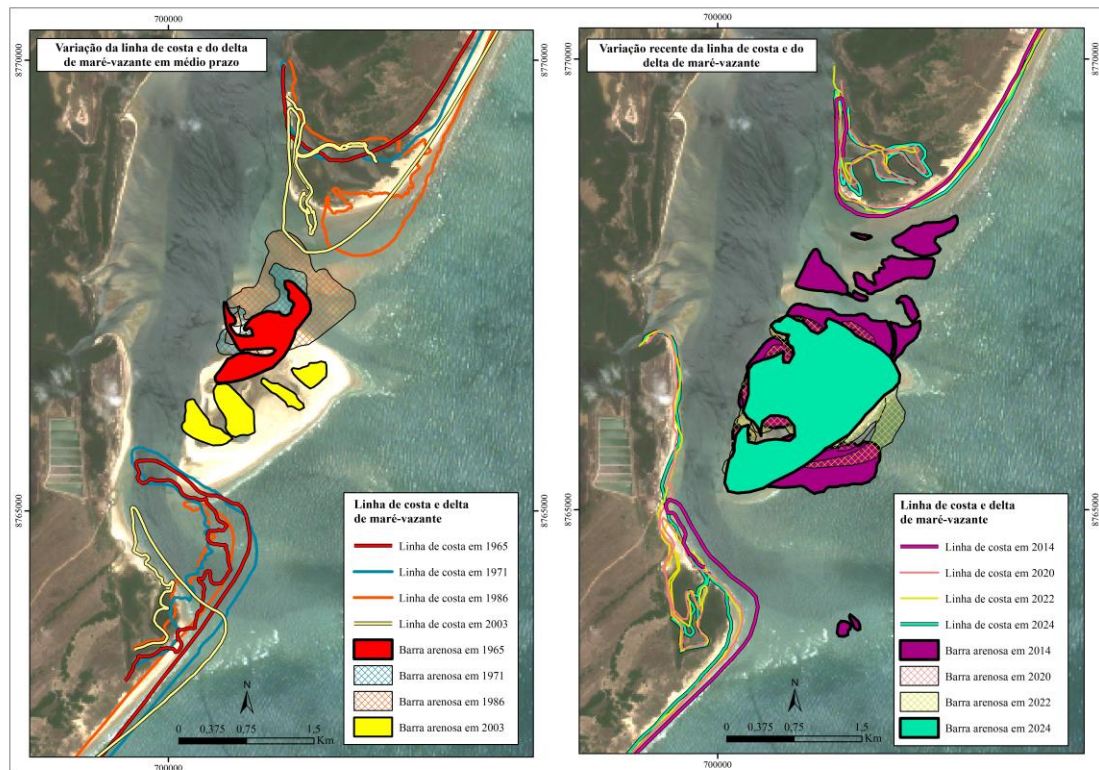 700000
Variação da linha de costa e do delta
de maré-vazante em médio prazo
8770000
8765000
Linha de costa e delta
de maré-vazante
Linha de costa em 1965
Linha de costa em 1971
Linha de costa em 1986
Linha de costa em 2003
Barra arenosa em 1965
Barra arenosa em 1971
Barra arenosa em 1986
Barra arenosa em 2003
N
0 0,375 0,75 1,5
Km
700000
700000
Variação recente da linha de costa e do
delta de maré-vazante
8770000
8765000
Linha de costa e delta
de maré-vazante
Linha de costa em 2014
Linha de costa em 2020
Linha de costa em 2022
Linha de costa em 2024
Barra arenosa em 2014
Barra arenosa em 2020
Barra arenosa em 2022
Barra arenosa em 2024
N
0 0,375 0,75 1,5
Km
700000